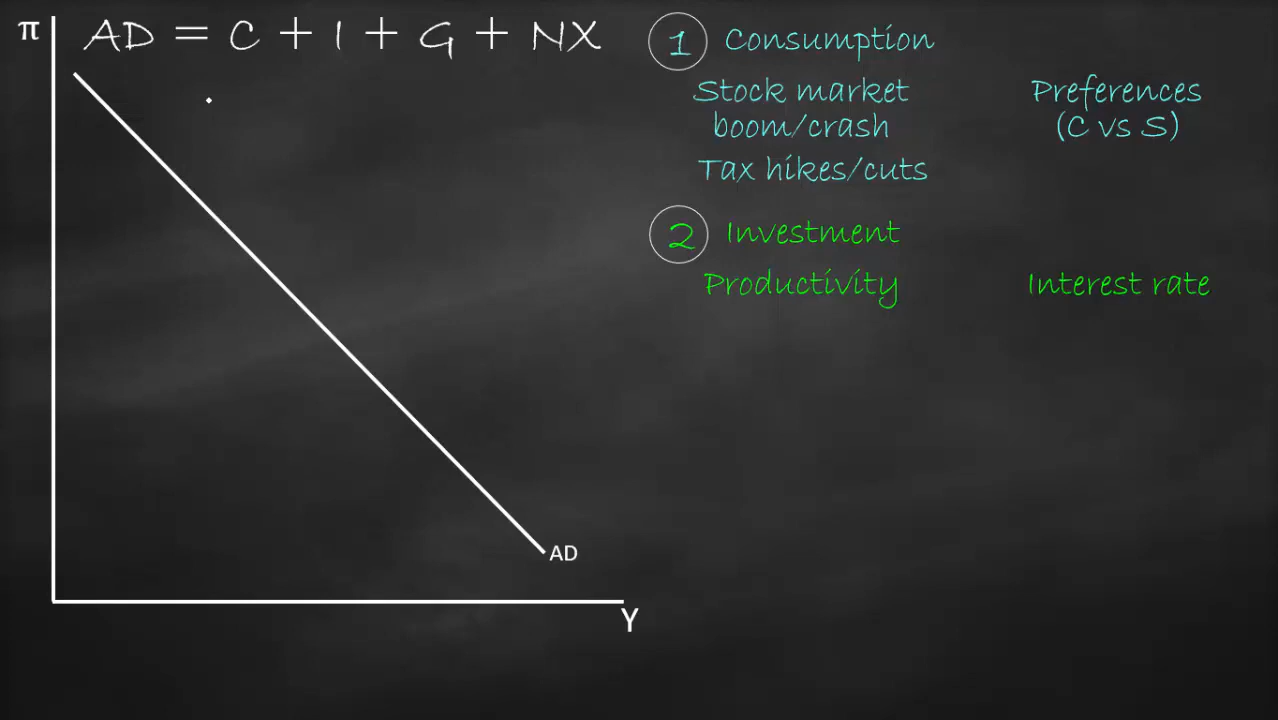 π
AD = C + I + G + NX
1 Consumption
Stock market
boom/crash
Preferences
(C vs S)
Tax hikes/cuts
2 Investment
Productivity
Interest rate
AD
Y